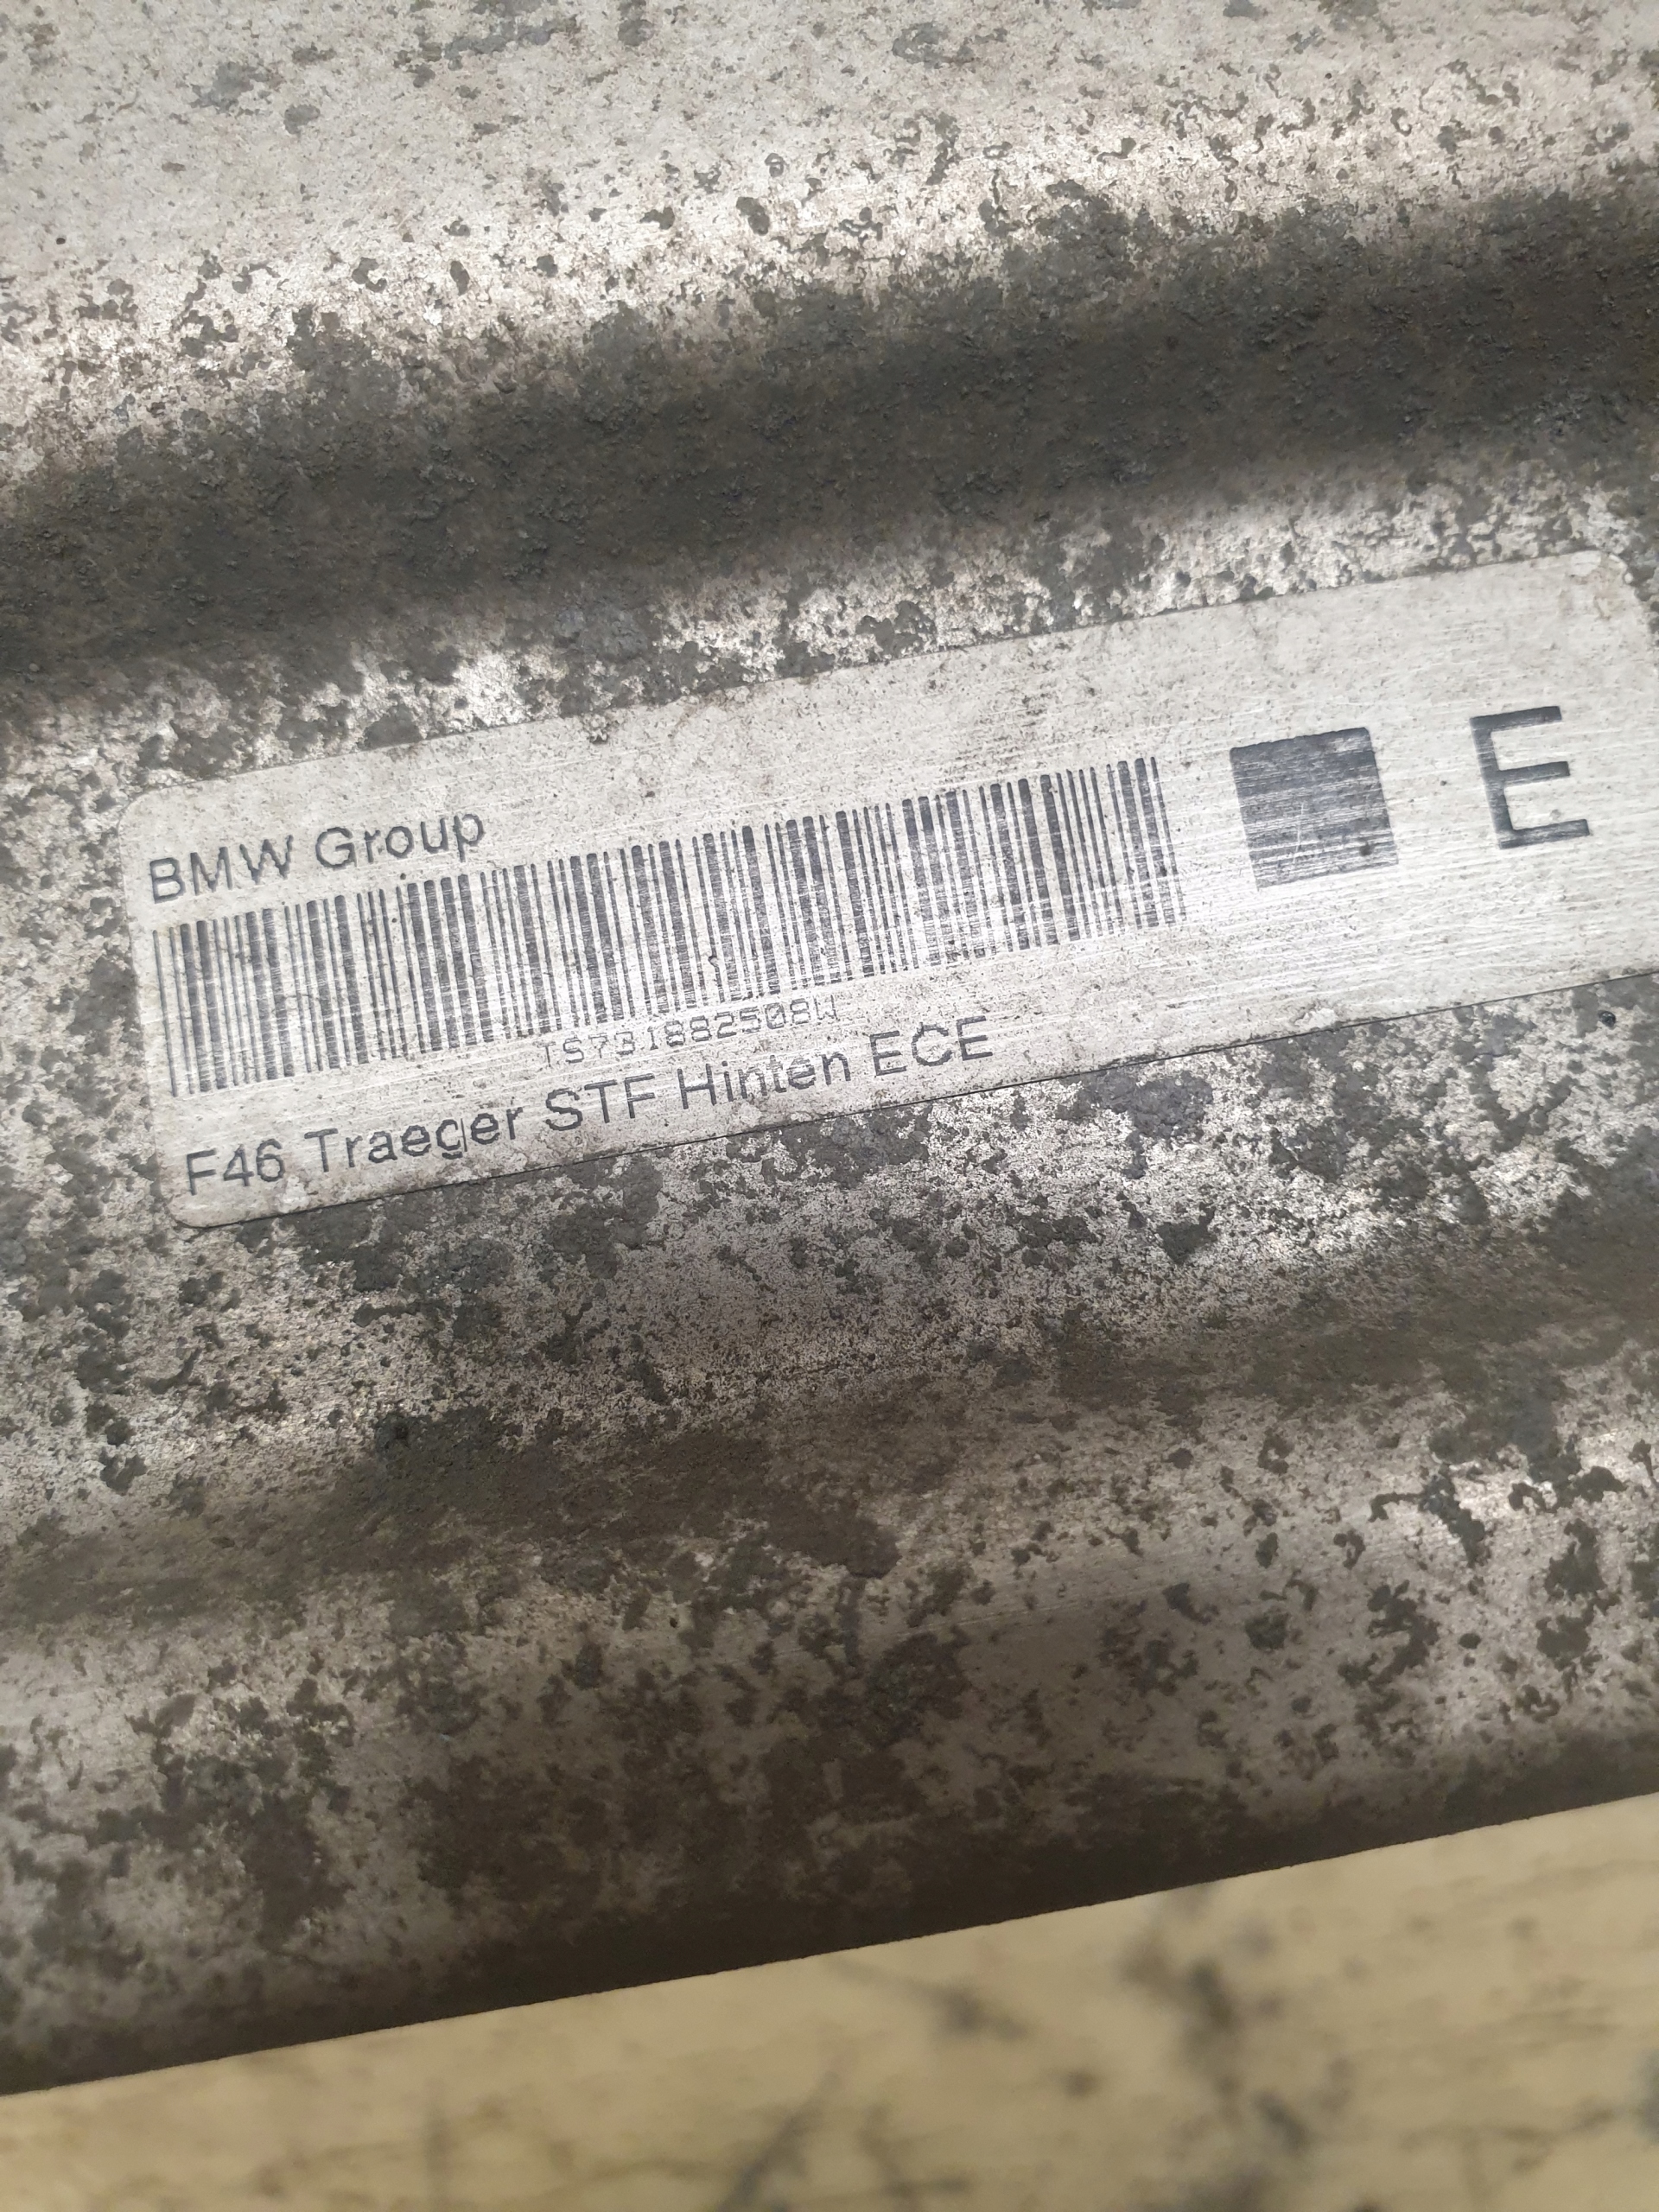 BMW Group
E
TS731882508W
F46 Traeger STF Hinten ECE